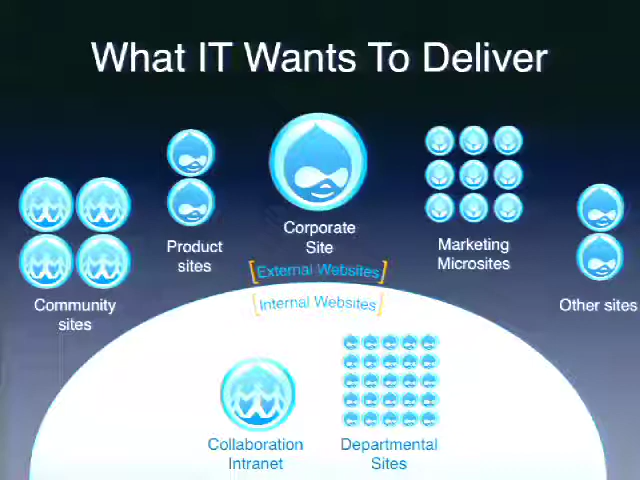 What IT Wants To Deliver
Corporate
Site
Product
sites
Marketing
Microsites
Community
sites
Other sites
[External Websites]
[Internal Websites]
Collaboration
Intranet
Departmental
Sites